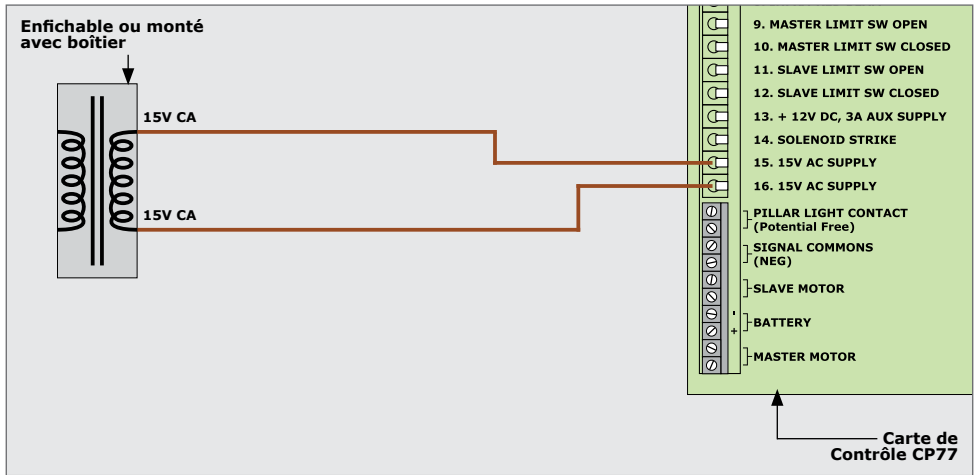 Enfichable ou monté
avec boîtier
15V CA
15V CA
9. MASTER LIMIT SW OPEN
10. MASTER LIMIT SW CLOSED
11. SLAVE LIMIT SW OPEN
12. SLAVE LIMIT SW CLOSED
13. + 12V DC, 3A AUX SUPPLY
14. SOLENOID STRIKE
15. 15V AC SUPPLY
16. 15V AC SUPPLY
PILLAR LIGHT CONTACT
(Potential Free)
SIGNAL COMMONS
(NEG)
SLAVE MOTOR
-
BATTERY
+
MASTER MOTOR
Carte de
Contrôle CP77